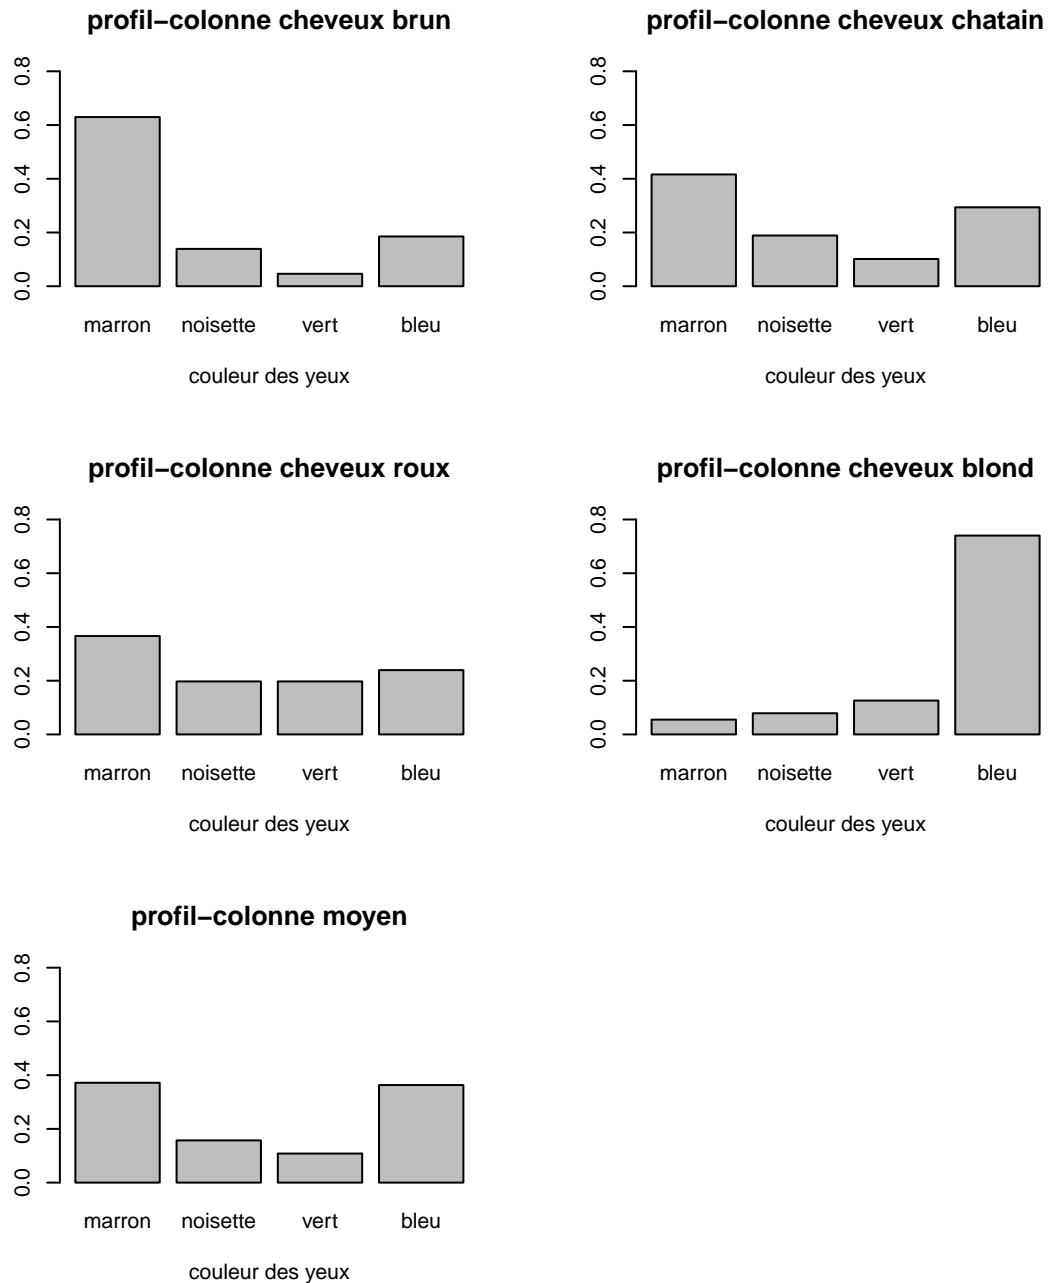 profil−colonne cheveux brun
0.8
0.6
0.4
0.2
0.0
marron noisette vert bleu
couleur des yeux
profil−colonne cheveux chatain
0.8
0.6
0.4
0.2
0.0
marron noisette vert bleu
couleur des yeux
profil−colonne cheveux roux
0.8
0.6
0.4
0.2
0.0
marron noisette vert bleu
couleur des yeux
profil−colonne cheveux blond
0.8
0.6
0.4
0.2
0.0
marron noisette vert bleu
couleur des yeux
profil−colonne moyen
0.8
0.6
0.4
0.2
0.0
marron noisette vert bleu
couleur des yeux